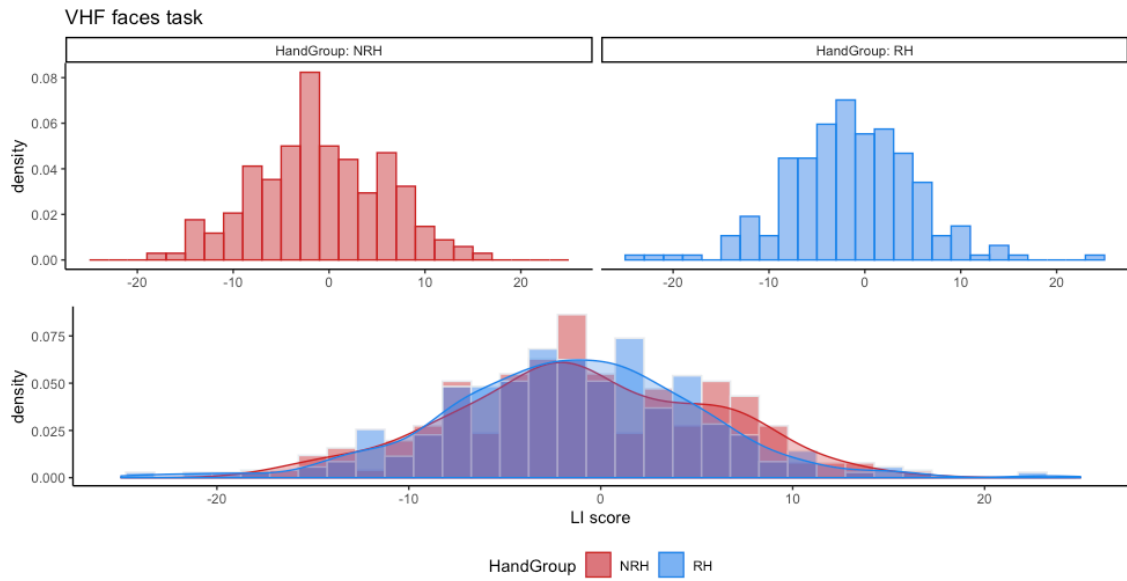 VHF faces task
HandGroup: NRH
HandGroup: RH
density
0.08
0.06
0.04
0.02
0.00
-20
-10
0
10
20
-20
-10
0
10
20
density
0.075
0.050
0.025
0.000
-20
-10
0
10
20
LI score
HandGroup
NRH
RH